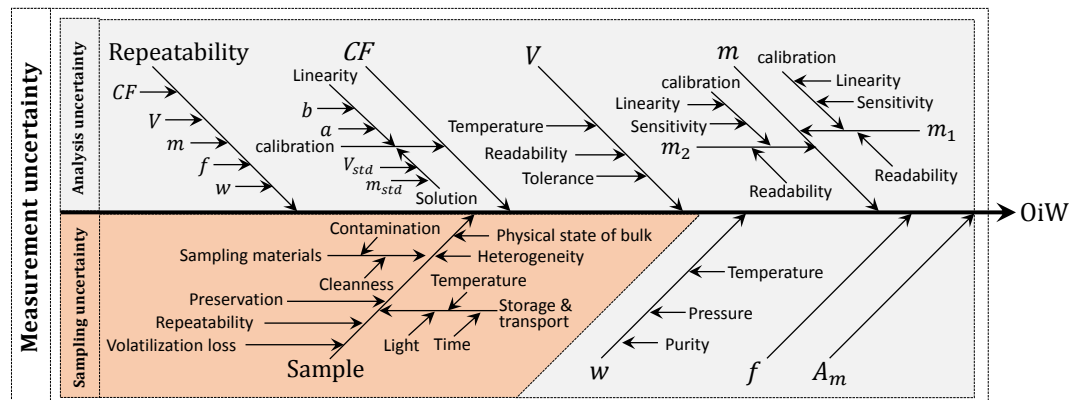 Measurement uncertainty
Analysis uncertainty
Repeatability
CF
V
m
f
w
CF
Linearity
b
a
calibration
V_std
m_std
Solution
V
Temperature
Readability
Tolerance
m
calibration
Linearity
Sensitivity
m_2
Readability
calibration
Linearity
Sensitivity
m_1
Readability
OiW
Sampling uncertainty
Contamination
Sampling materials
Cleanness
Preservation
Repeatability
Volatilization loss
Sample
Physical state of bulk
Heterogeneity
Temperature
Storage &
transport
Light
Time
Temperature
Pressure
Purity
w
f
A_m